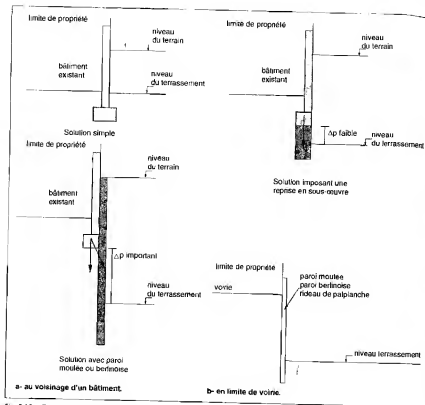 limite de propriété
niveau
du terrain
bâtiment
existant
niveau
du terrassement
Solution simple
limite de propriété
niveau
du terrain
bâtiment
existant
Δp faible
niveau
du terrassement
Solution imposant une
reprise en sous-œuvre
limite de propriété
niveau
du terrain
bâtiment
existant
Δp important
niveau
du terrassement
Solution avec paroi
moulée ou berlinoise
a- au voisinage d'un bâtiment.
limite de propriété
voirie
paroi moulée
paroi berlinoise
rideau de palplanche
niveau terrassement
b- en limite de voirie.